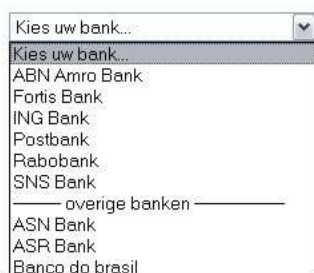 Kies uw bank...
Kies uw bank...
ABN Amro Bank
Fortis Bank
ING Bank
Postbank
Rabobank
SNS Bank
overige banken
ASN Bank
ASR Bank
Banco do brasil